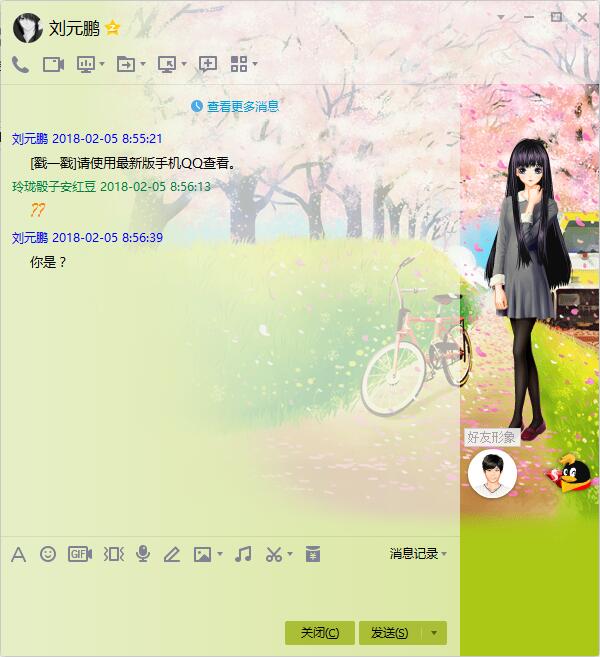 刘元鹏
查看更多消息
刘元鹏 2018-02-05 8:55:21
[戳一戳]请使用最新版手机QQ查看。
玲珑骰子安红豆 2018-02-05 8:56:13
??
刘元鹏 2018-02-05 8:56:39
你是？
好友形象
A GIF 消息记录
关闭(C) 发送(S)